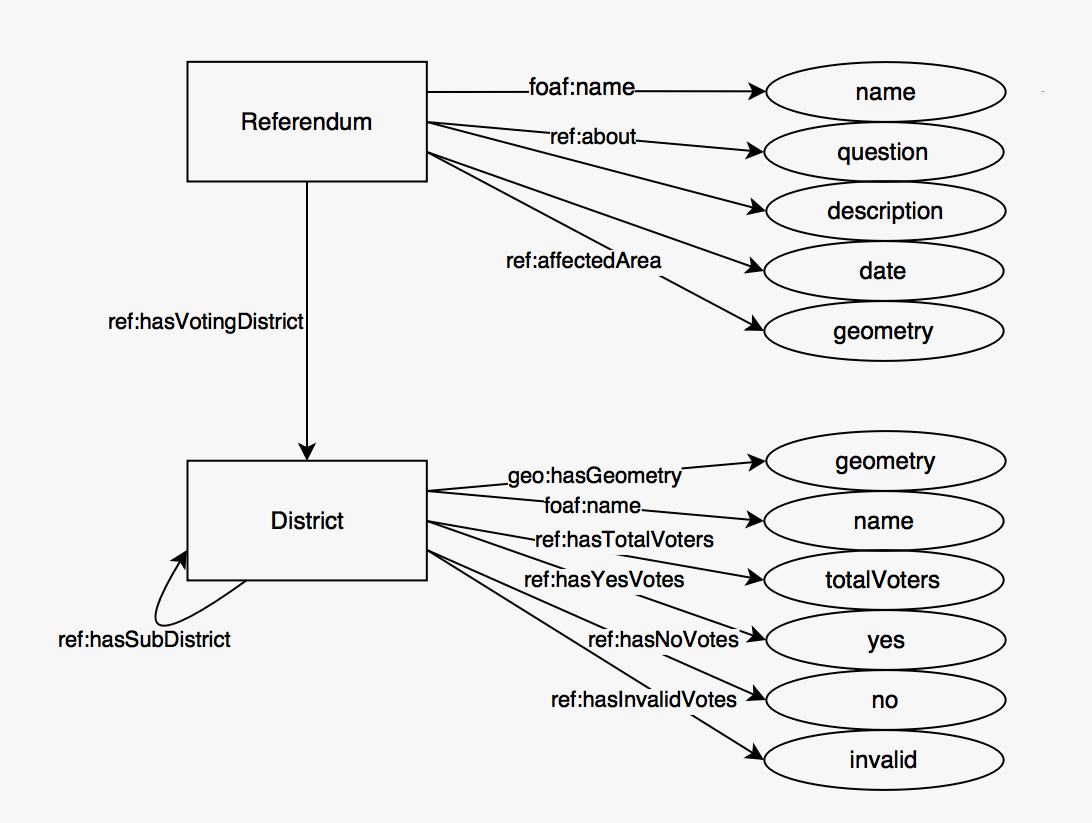 foaf:name
name
Referendum
ref:about
question
description
ref:affectedArea
date
ref:hasVotingDistrict
geometry
geo:hasGeometry
geometry
foaf:name
District
name
ref:hasTotalVoters
ref:hasYesVotes
totalVoters
ref:hasSubDistrict
ref:hasNoVotes
yes
ref:hasInvalidVotes
no
invalid